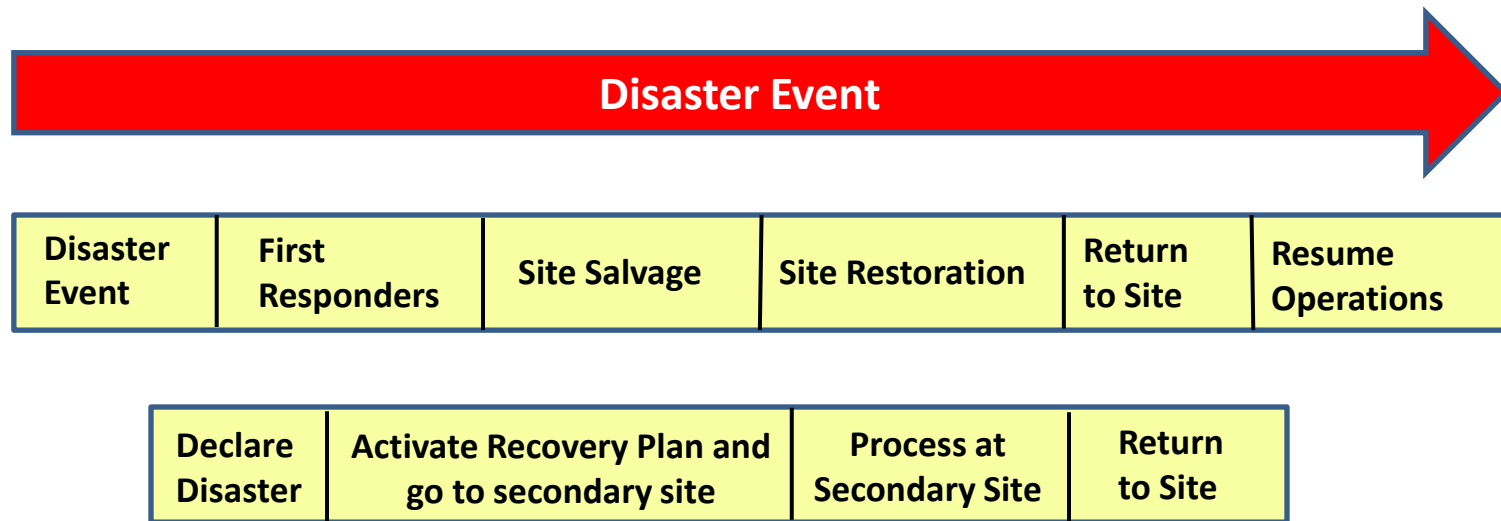 Disaster Event
Disaster
Event
First
Responders
Site Salvage
Site Restoration
Return
to Site
Resume
Operations
Declare
Disaster
Activate Recovery Plan and
go to secondary site
Process at
Secondary Site
Return
to Site